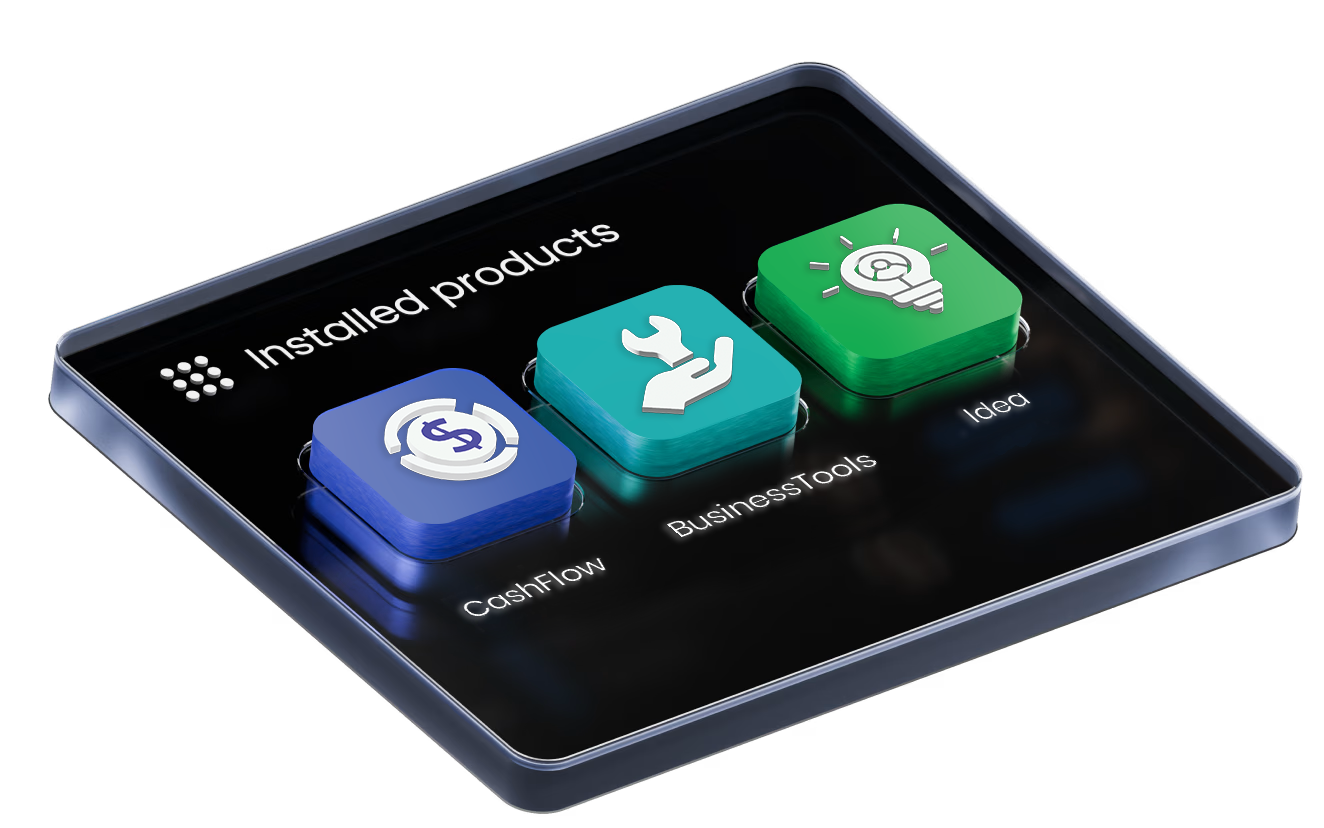 Installed products
CashFlow
BusinessTools
Idea